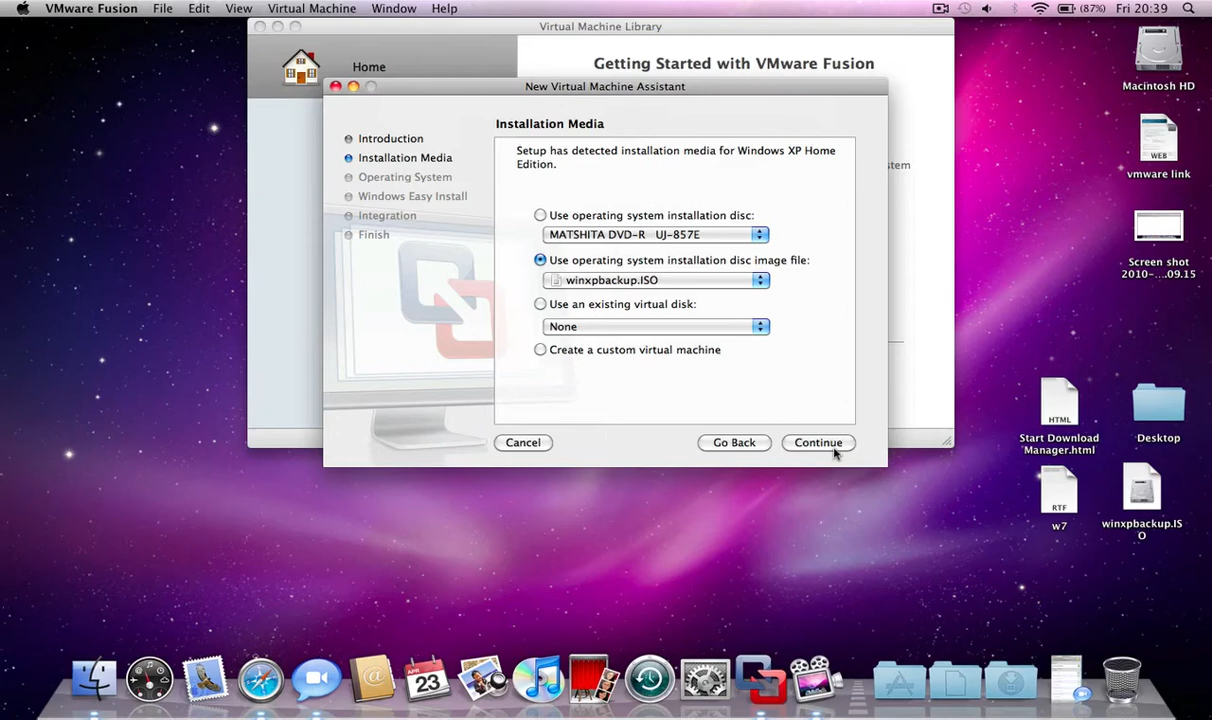 VMware Fusion File Edit View Virtual Machine Window Help (87%) Fri 20:39
Virtual Machine Library
Home
Getting Started with VMware Fusion
New Virtual Machine Assistant
Introduction
Installation Media
Operating System
Windows Easy Install
Integration
Finish
Installation Media
Setup has detected installation media for Windows XP Home
Edition.
Use operating system installation disc:
MATSHITA DVD-R UJ-857E
Use operating system installation disc image file:
winxpbackup.ISO
Use an existing virtual disk:
None
Create a custom virtual machine
Cancel
Go Back
Continue
Macintosh HD
WEB
vmware link
Screen shot
2010-....09.15
HTML
Start Download
Manager.html
Desktop
RTF
w7
winxpbackup.IS
O
APR
23